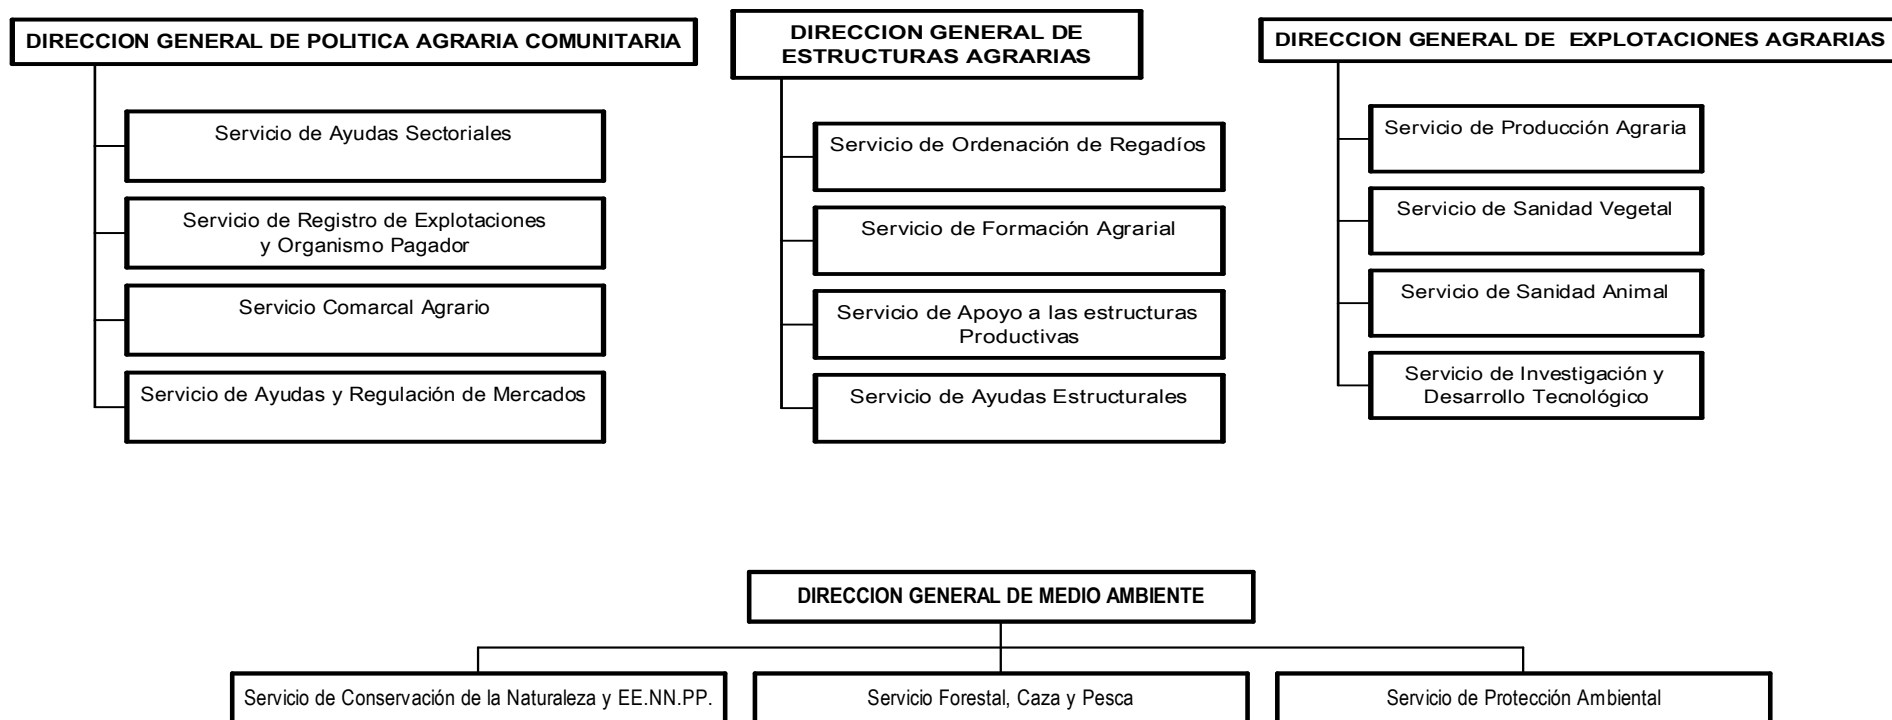 DIRECCION GENERAL DE POLITICA AGRARIA COMUNITARIA
Servicio de Ayudas Sectoriales
Servicio de Registro de Explotaciones
y Organismo Pagador
Servicio Comarcal Agrario
Servicio de Ayudas y Regulación de Mercados
DIRECCION GENERAL DE
ESTRUCTURAS AGRARIAS
Servicio de Ordenación de Regadíos
Servicio de Formación Agrarial
Servicio de Apoyo a las estructuras
Productivas
Servicio de Ayudas Estructurales
DIRECCION GENERAL DE EXPLOTACIONES AGRARIAS
Servicio de Producción Agraria
Servicio de Sanidad Vegetal
Servicio de Sanidad Animal
Servicio de Investigación y
Desarrollo Tecnológico
DIRECCION GENERAL DE MEDIO AMBIENTE
Servicio de Conservación de la Naturaleza y EE.NN.PP.
Servicio Forestal, Caza y Pesca
Servicio de Protección Ambiental